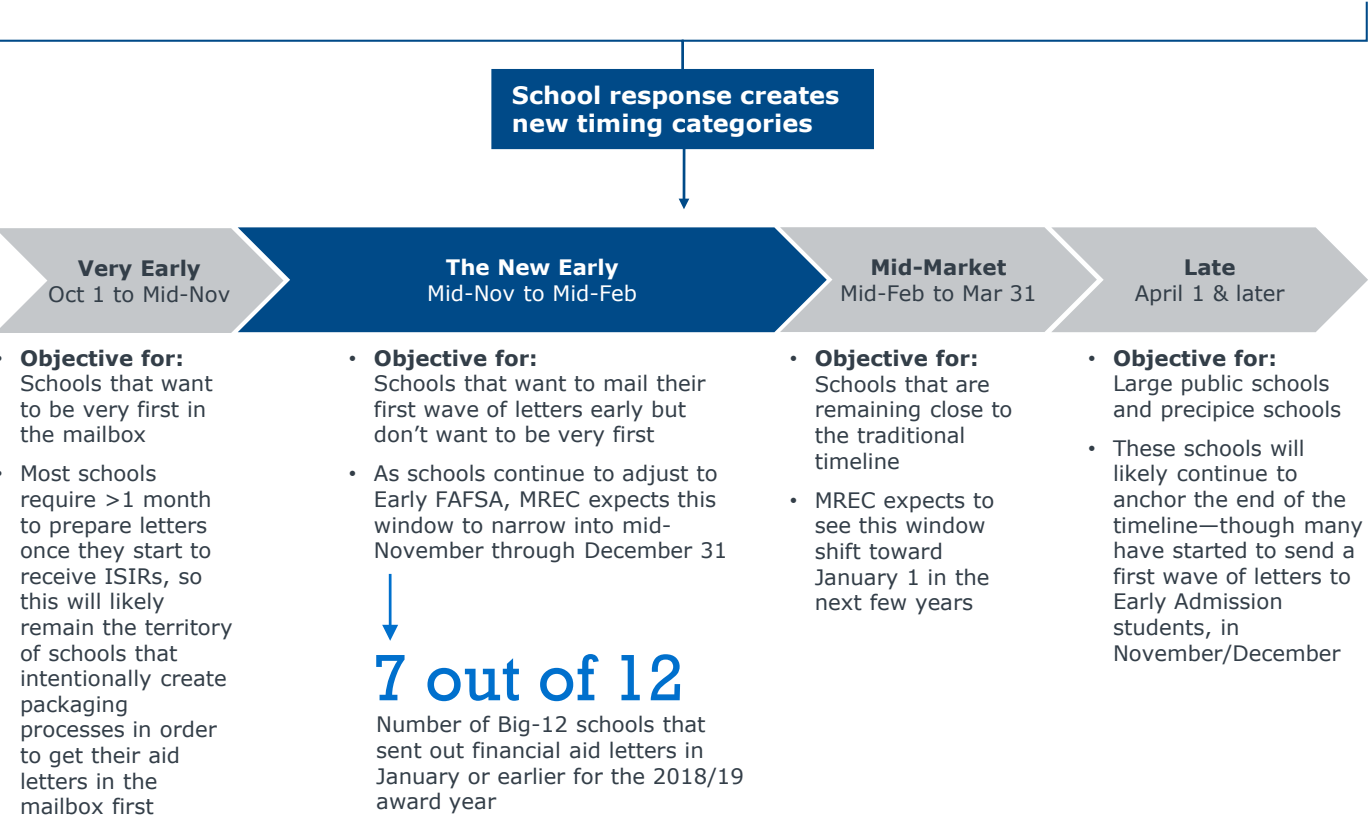 School response creates
new timing categories
Very Early
Oct 1 to Mid-Nov
The New Early
Mid-Nov to Mid-Feb
Mid-Market
Mid-Feb to Mar 31
Late
April 1 & later
• Objective for:
Schools that want
to be very first in
the mailbox
• Most schools
require >1 month
to prepare letters
once they start to
receive ISIRs, so
this will likely
remain the territory
of schools that
intentionally create
packaging
processes in order
to get their aid
letters in the
mailbox first
• Objective for:
Schools that want to mail their
first wave of letters early but
don’t want to be very first
• As schools continue to adjust to
Early FAFSA, MREC expects this
window to narrow into mid-
November through December 31
7 out of 12
Number of Big-12 schools that
sent out financial aid letters in
January or earlier for the 2018/19
award year
• Objective for:
Schools that are
remaining close to
the traditional
timeline
• MREC expects to
see this window
shift toward
January 1 in the
next few years
• Objective for:
Large public schools
and precipice schools
• These schools will
likely continue to
anchor the end of the
timeline—though many
have started to send a
first wave of letters to
Early Admission
students, in
November/December